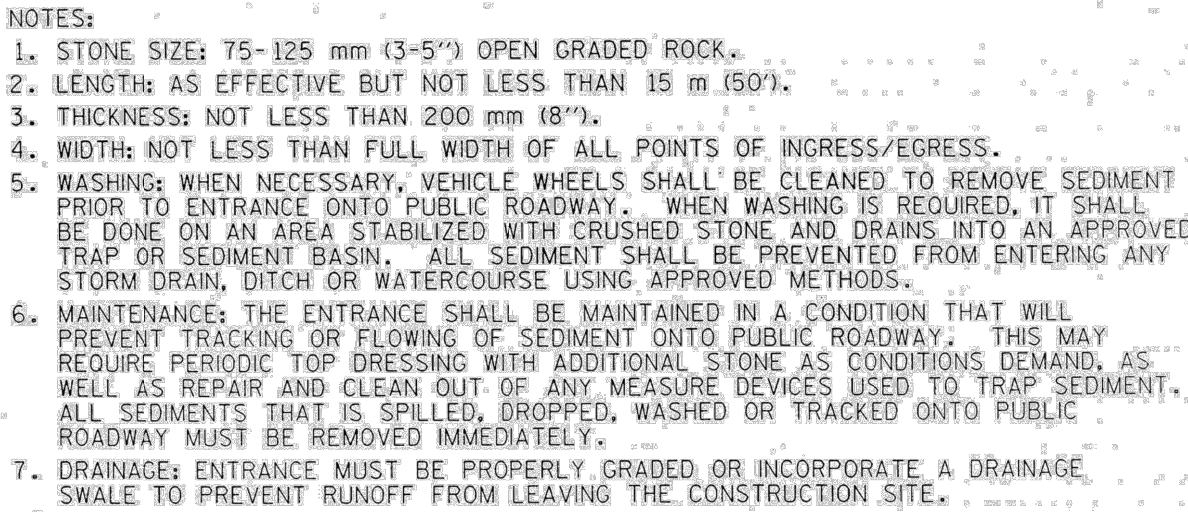 NOTES:
1. STONE SIZE: 75-125 mm (3=5'') OPEN GRADED ROCK.
2. LENGTH: AS EFFECTIVE BUT NOT LESS THAN 15 m (50').
3. THICKNESS: NOT LESS THAN 200 mm (8'').
4. WIDTH: NOT LESS THAN FULL WIDTH OF ALL POINTS OF INGRESS/EGRESS.
5. WASHING: WHEN NECESSARY, VEHICLE WHEELS SHALL BE CLEANED TO REMOVE SEDIMENT
PRIOR TO ENTRANCE ONTO PUBLIC ROADWAY. WHEN WASHING IS REQUIRED, IT SHALL
BE DONE ON AN AREA STABILIZED WITH CRUSHED STONE AND DRAINS INTO AN APPROVED
TRAP OR SEDIMENT BASIN. ALL SEDIMENT SHALL BE PREVENTED FROM ENTERING ANY
STORM DRAIN, DITCH OR WATERCOURSE USING APPROVED METHODS.
6. MAINTENANCE: THE ENTRANCE SHALL BE MAINTAINED IN A CONDITION THAT WILL
PREVENT TRACKING OR FLOWING OF SEDIMENT ONTO PUBLIC ROADWAY. THIS MAY
REQUIRE PERIODIC TOP DRESSING WITH ADDITIONAL STONE AS CONDITIONS DEMAND, AS
WELL AS REPAIR AND CLEAN OUT OF ANY MEASURE DEVICES USED TO TRAP SEDIMENT.
ALL SEDIMENTS THAT IS SPILLED, DROPPED, WASHED OR TRACKED ONTO PUBLIC
ROADWAY MUST BE REMOVED IMMEDIATELY.
7. DRAINAGE: ENTRANCE MUST BE PROPERLY GRADED OR INCORPORATE A DRAINAGE
SWALE TO PREVENT RUNOFF FROM LEAVING THE CONSTRUCTION SITE.